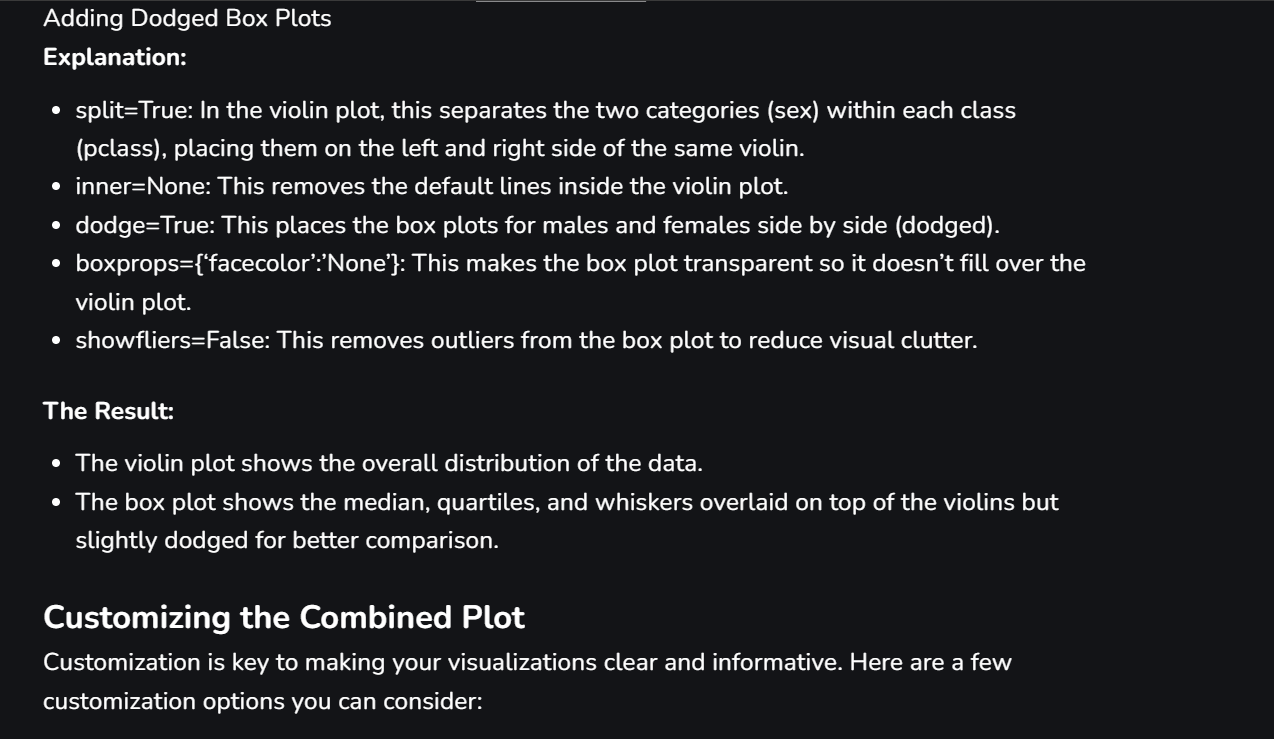 Adding Dodged Box Plots
Explanation:
• split=True: In the violin plot, this separates the two categories (sex) within each class
(pclass), placing them on the left and right side of the same violin.
• inner=None: This removes the default lines inside the violin plot.
• dodge=True: This places the box plots for males and females side by side (dodged).
• boxprops={‘facecolor’:’None’}: This makes the box plot transparent so it doesn’t fill over the
violin plot.
• showfliers=False: This removes outliers from the box plot to reduce visual clutter.
The Result:
• The violin plot shows the overall distribution of the data.
• The box plot shows the median, quartiles, and whiskers overlaid on top of the violins but
slightly dodged for better comparison.
Customizing the Combined Plot
Customization is key to making your visualizations clear and informative. Here are a few
customization options you can consider: